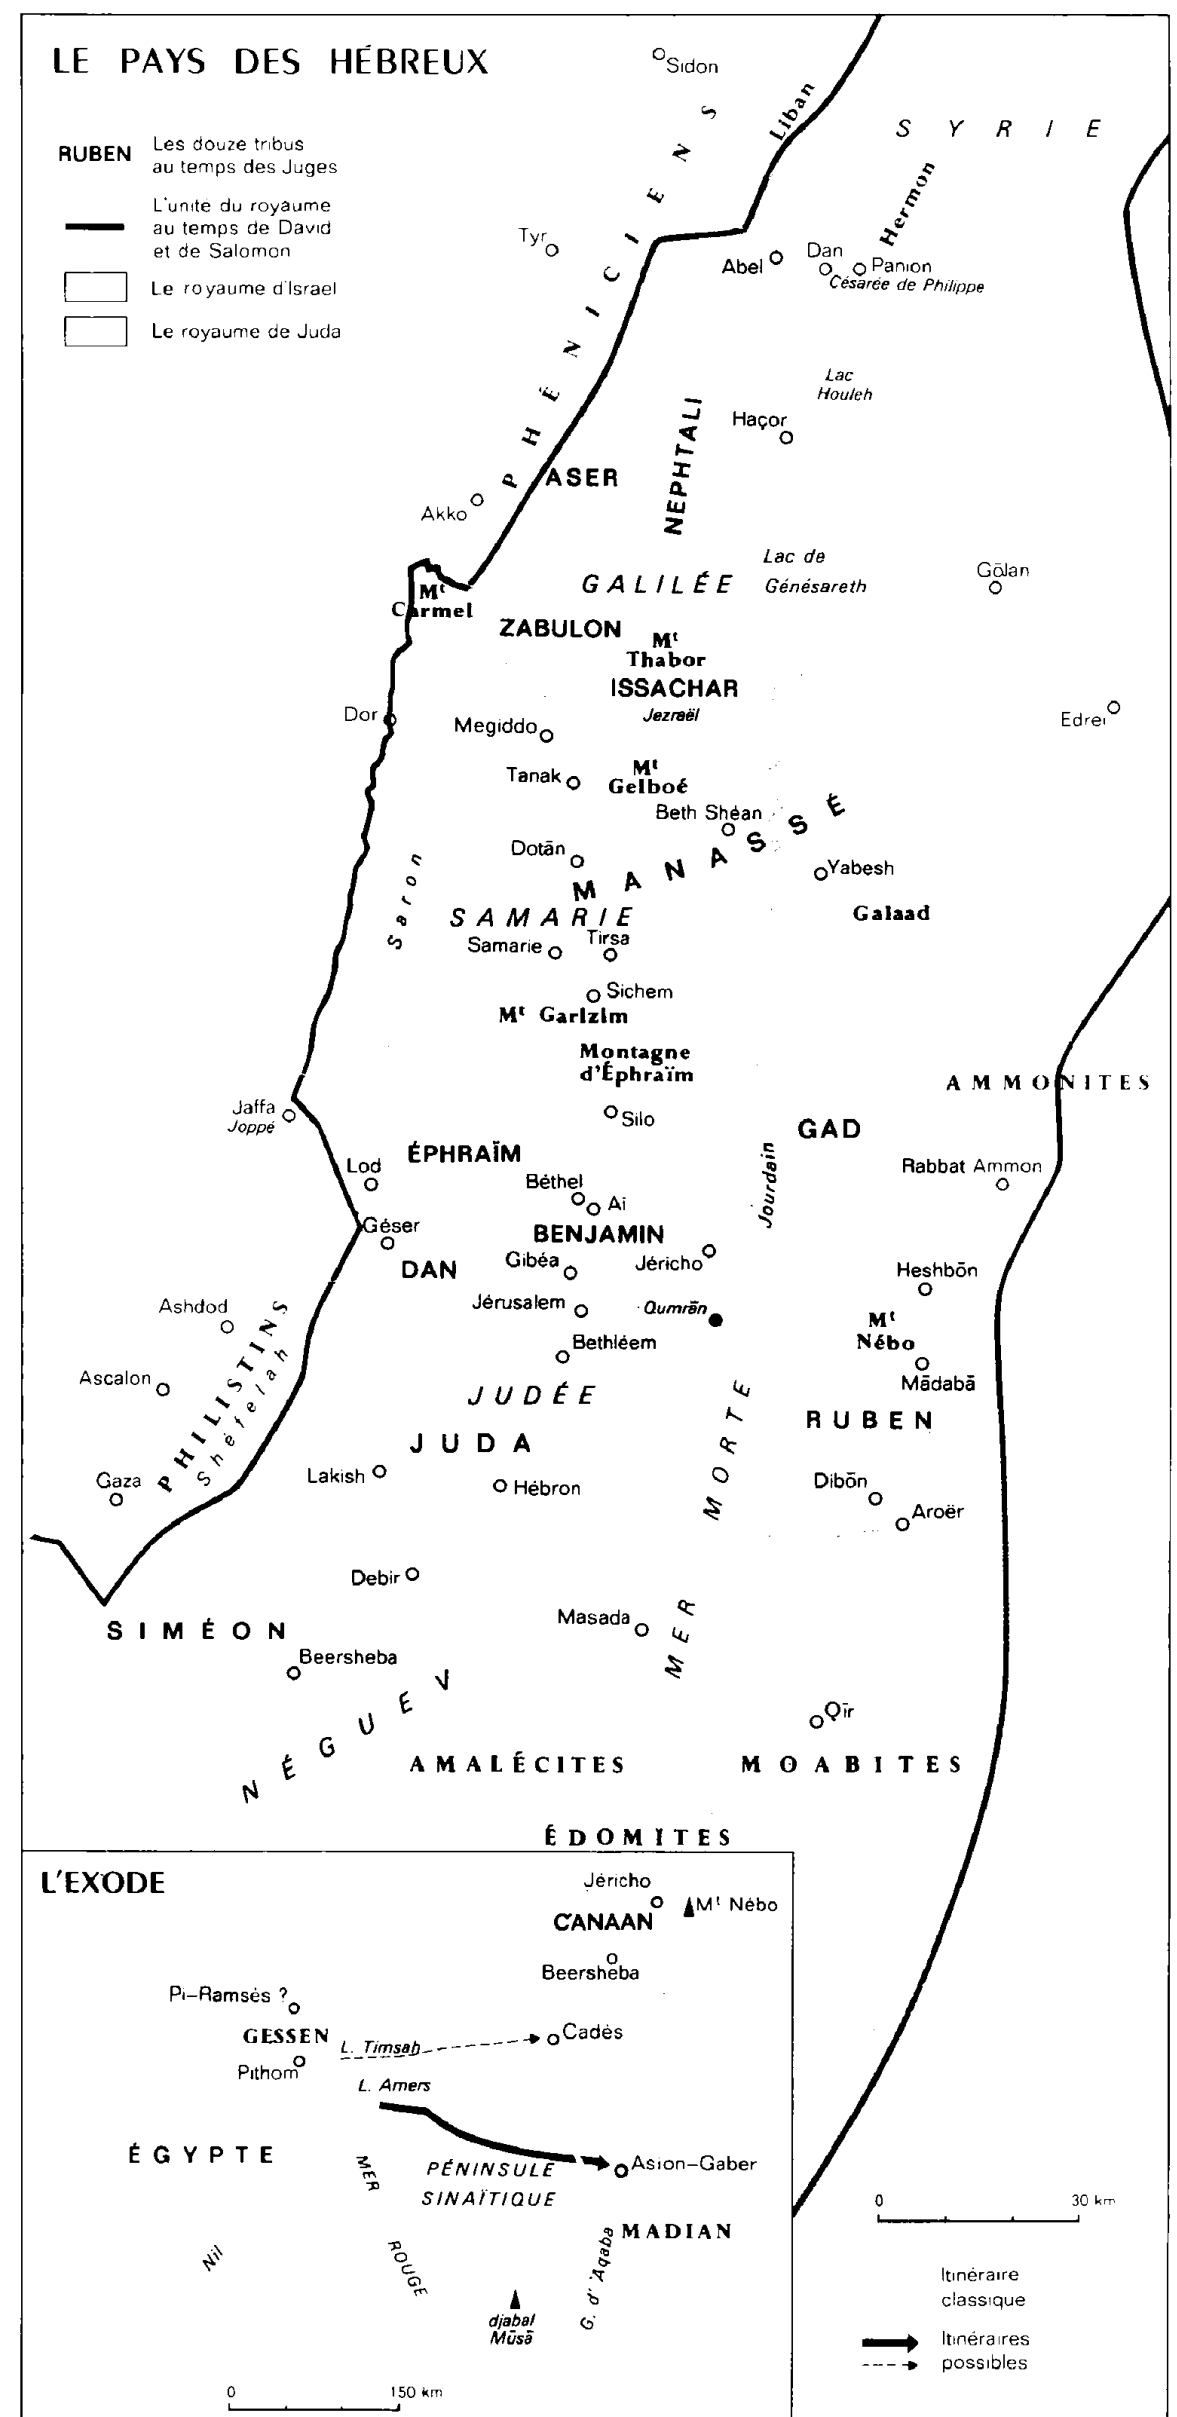 LE PAYS DES HÉBREUX
RUBEN
Les douze tribus
au temps des Juges
L'unité du royaume
au temps de David
et de Salomon
Le royaume d'Israel
Le royaume de Juda
Sidon
Liban
SYRIE
PHÉNICIENS
Hermon
Tyr
Abel
Dan
Panion
Césarée de Philippe
Lac
Houleh
Haçor
NEPHTALI
ASER
Akko
Lac de
Génésareth
GALILÉE
Gōlan
Mt
Carmel
ZABULON
Mt
Thabor
ISSACHAR
Jezraël
Dor
Megiddo
Edrei
Tanak
Mt
Gelboé
Beth Shéan
MANASSÉ
Dotān
Yabesh
Saron
SAMARIE
Galaad
Samarie
Tirsa
Sichem
Mt Garizim
Montagne
d'Éphraïm
AMMONITES
Jaffa
Joppé
Silo
GAD
ÉPHRAÏM
Lod
Jourdain
Rabbat Ammon
Béthel
Aï
Géser
BENJAMIN
DAN
Gibéa
Jéricho
Heshbōn
Ashdod
Jérusalem
Qumrān
PHILISTINS
Shéfelah
Mt
Nébo
Bethléem
Ascalon
Mādabā
JUDÉE
RUBEN
JUDA
MER MORTE
Lakish
Hébron
Gaza
Dibōn
Aroër
Debir
SIMÉON
Masada
Beersheba
NÉGUEV
Qīr
AMALÉCITES
MOABITES
ÉDOMITES
L'EXODE
Jéricho
Mt Nébo
CANAAN
Beersheba
Pi-Ramsès ?
GESSEN
L. Timsah
Cadès
Pithom
L. Amers
ÉGYPTE
MER
ROUGE
PÉNINSULE
SINAÏTIQUE
Asion-Gaber
MADIAN
Nil
G. d'Aqaba
djabal
Mūsā
0 150 km
0 30 km
Itinéraire
classique
Itinéraires
possibles